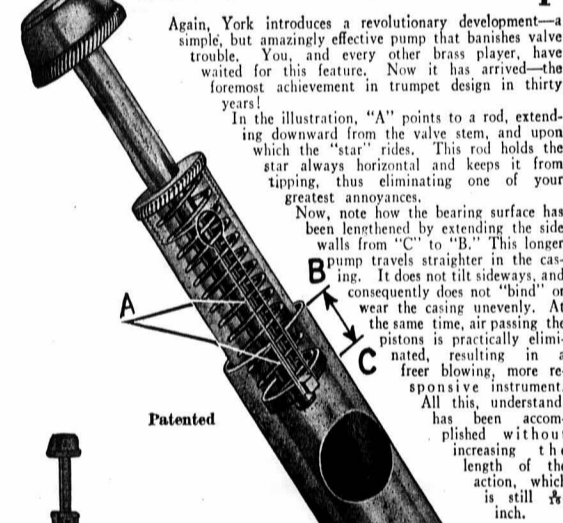 Again, York introduces a revolutionary development—a
simple, but amazingly effective pump that banishes valve
trouble. You, and every other brass player, have
waited for this feature. Now it has arrived—the
foremost achievement in trumpet design in thirty
years!
In the illustration, "A" points to a rod, extend-
ing downward from the valve stem, and upon
which the "star" rides. This rod holds the
star always horizontal and keeps it from
tipping, thus eliminating one of your
greatest annoyances.
Now, note how the bearing surface has
been lengthened by extending the side
walls from "C" to "B." This longer
pump travels straighter in the cas-
ing. It does not tilt sideways, and
consequently does not "bind" or
wear the casing unevenly. At
the same time, air passing the
pistons is practically elimi-
nated, resulting in a
freer blowing, more re-
sponsive instrument.
All this, understand
has been accom-
plished without
increasing the
length of the
action, which
is still
inch.
A
B
C
Patented